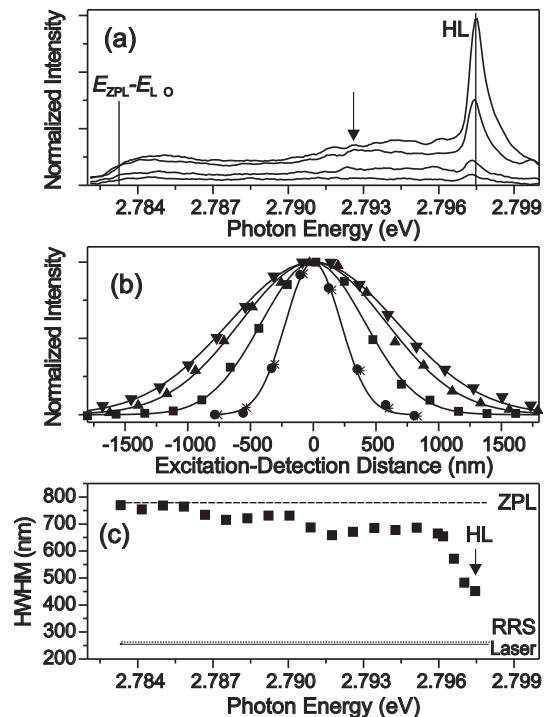 (a)
HL
E_ZPL-E_L O
Normalized Intensity
2.784 2.787 2.790 2.793 2.796 2.799
Photon Energy (eV)
(b)
Normalized Intensity
-1500 -1000 -500 0 500 1000 1500
Excitation-Detection Distance (nm)
800
700
600
500
400
300
200
HWHM (nm)
(c)
ZPL
HL
RRS
Laser
2.784 2.787 2.790 2.793 2.796 2.799
Photon Energy (eV)